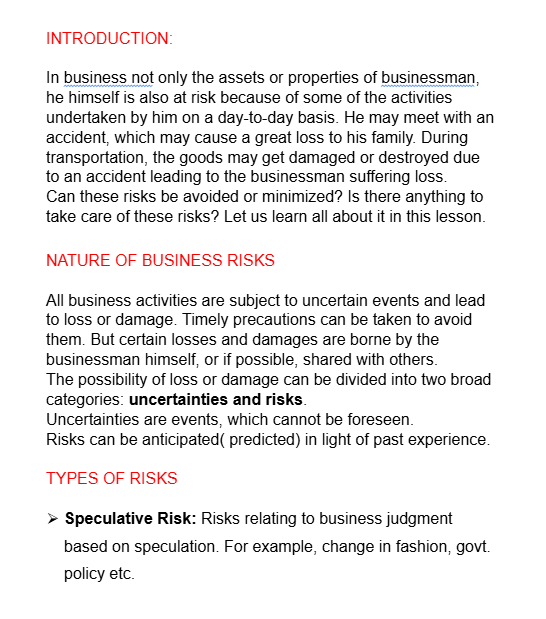 INTRODUCTION:
In business not only the assets or properties of businessman,
he himself is also at risk because of some of the activities
undertaken by him on a day-to-day basis. He may meet with an
accident, which may cause a great loss to his family. During
transportation, the goods may get damaged or destroyed due
to an accident leading to the businessman suffering loss.
Can these risks be avoided or minimized? Is there anything to
take care of these risks? Let us learn all about it in this lesson.
NATURE OF BUSINESS RISKS
All business activities are subject to uncertain events and lead
to loss or damage. Timely precautions can be taken to avoid
them. But certain losses and damages are borne by the
businessman himself, or if possible, shared with others.
The possibility of loss or damage can be divided into two broad
categories: uncertainties and risks.
Uncertainties are events, which cannot be foreseen.
Risks can be anticipated( predicted) in light of past experience.
TYPES OF RISKS
➢ Speculative Risk: Risks relating to business judgment
based on speculation. For example, change in fashion, govt.
policy etc.